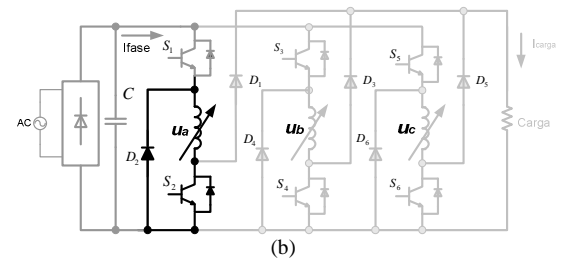 Ifase
S1
S3
S5
Icarga
AC
C
D1
D3
D5
ua
ub
uc
Carga
D2
D4
D6
S2
S4
S6
(b)